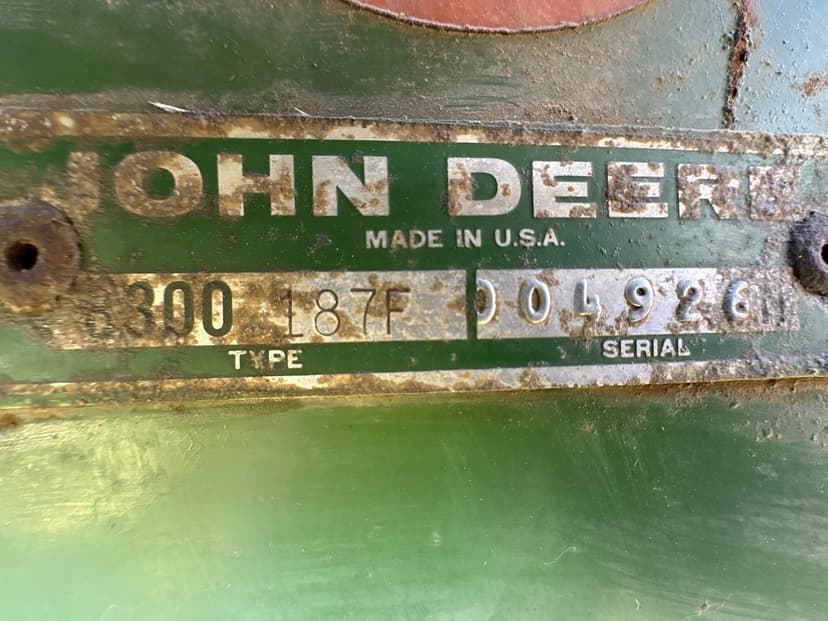 JOHN DEERE
MADE IN U.S.A.
8300 187F 004926
TYPE SERIAL